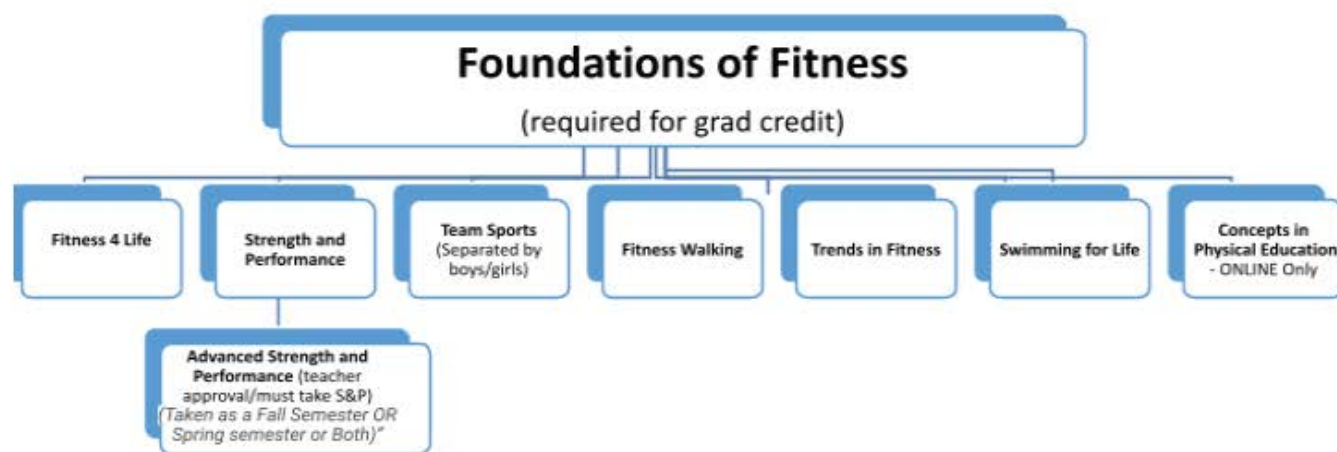 Foundations of Fitness
(required for grad credit)
Fitness 4 Life
Strength and
Performance
Team Sports
(Separated by
boys/girls)
Fitness Walking
Trends in Fitness
Swimming for Life
Concepts in
Physical Education
- ONLINE Only
Advanced Strength and
Performance (teacher
approval/must take S&P)
(Taken as a Fall Semester OR
Spring semester or Both)"